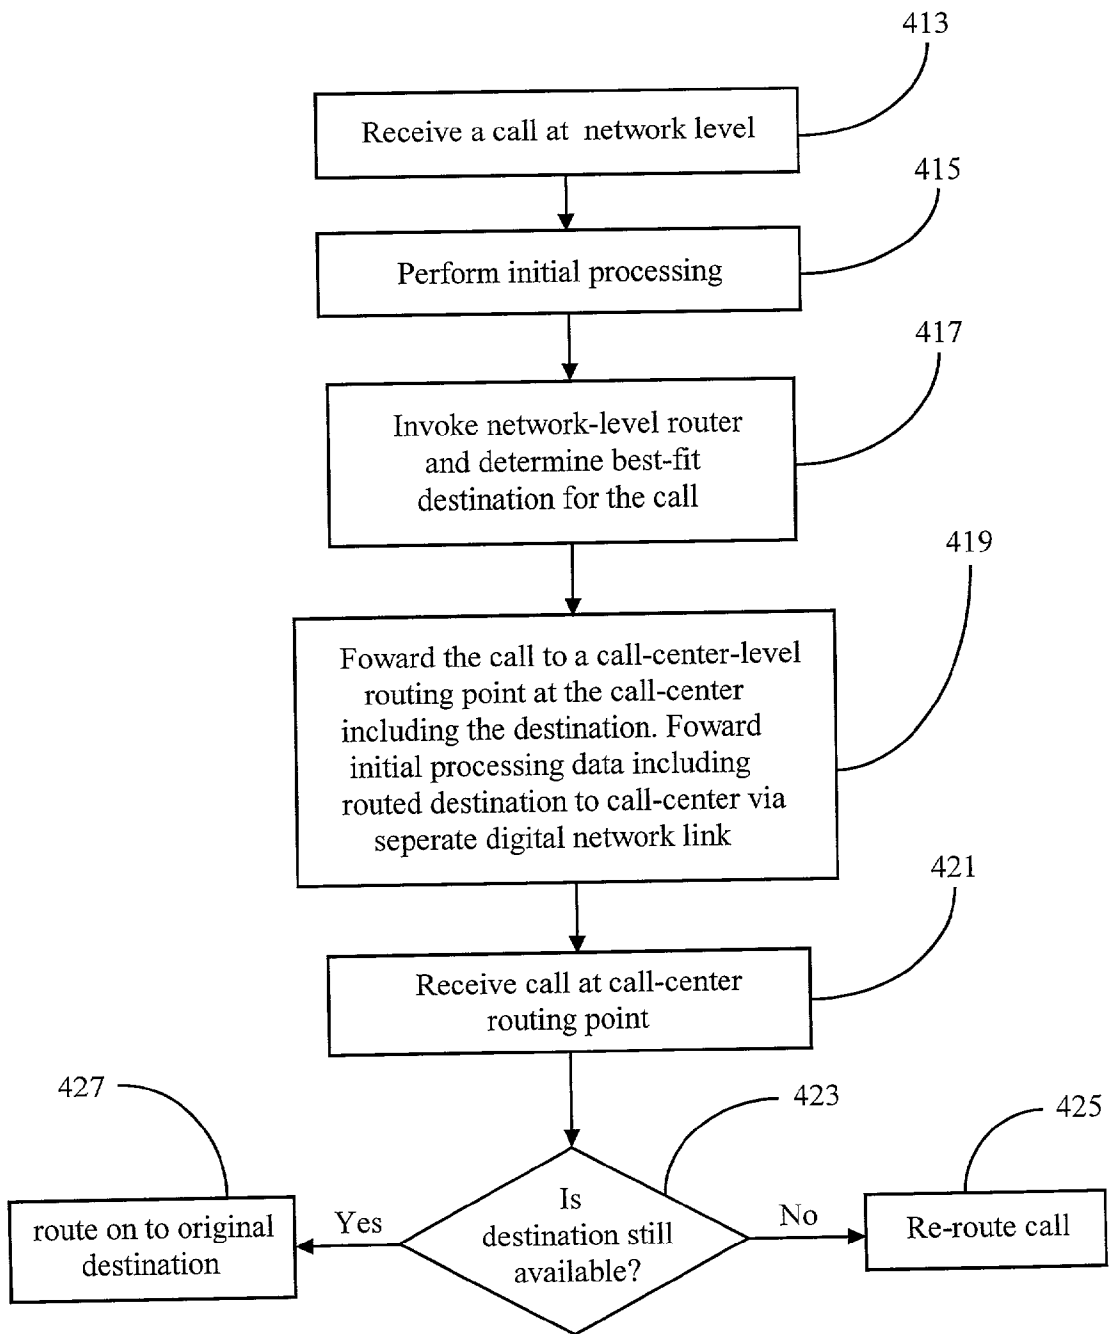 413
Receive a call at network level
415
Perform initial processing
417
Invoke network-level router
and determine best-fit
destination for the call
419
Foward the call to a call-center-level
routing point at the call-center
including the destination. Foward
initial processing data including
routed destination to call-center via
seperate digital network link
421
Receive call at call-center
routing point
427
423
425
Is
destination still
available?
Yes
No
route on to original
destination
Re-route call